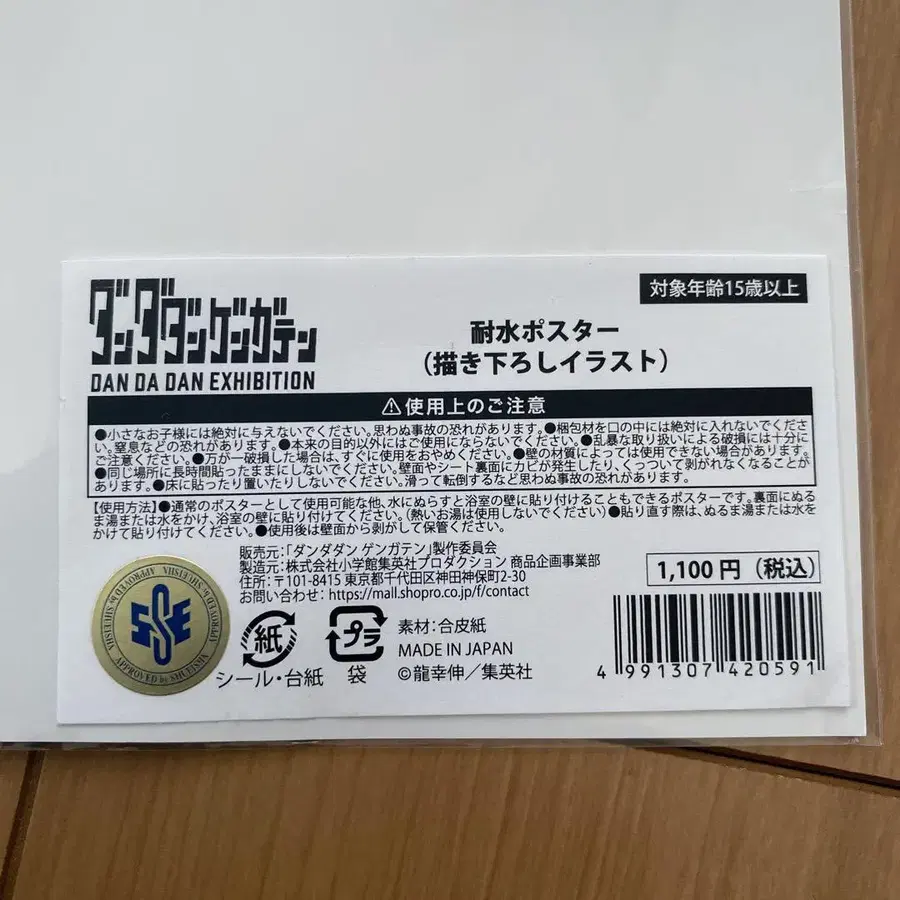 ダンダダンゲンガテン
DAN DA DAN EXHIBITION
対象年齢15歳以上
耐水ポスター
(描き下ろしイラスト)
⚠使用上のご注意
●小さなお子様には絶対に与えないでください。思わぬ事故の恐れがあります。●梱包材を口の中には絶対に入れないでください。
窒息などの恐れがあります。●本来の目的以外にはご使用にならないでください。●乱暴な取り扱いによる破損には十分に
ご注意ください。●万が一破損した場合は、すぐに使用をおやめください。●壁の材質によっては使用できない場合があります。
●同じ場所に長時間貼ったままにしないでください。壁面やシート裏面にカビが発生したり、くっついて剥がれなくなることが
あります。●床に貼ったり置いたりしないでください。滑って転倒するなど思わぬ事故の恐れがあります。
【使用方法】●通常のポスターとして使用可能な他、水にぬらすと浴室の壁に貼り付けることもできるポスターです。裏面にぬる
ま湯または水をかけ、浴室の壁に貼り付けてください。(熱いお湯は使用しないでください)●貼り直す際は、ぬるま湯または水を
かけて貼り付けてください。●使用後は壁面から剥がして保管ください。
販売元:「ダンダダン ゲンガテン」製作委員会
製造元:株式会社小学館集英社プロダクション 商品企画事業部
住所:〒101-8415 東京都千代田区神田神保町2-30
お問い合わせ:https://mall.shopro.co.jp/f/contact
1,100円(税込)
APPROVED by SHUEISHA
紙
シール・台紙
プラ
袋
素材:合皮紙
MADE IN JAPAN
©龍幸伸／集英社
4 991307 420591